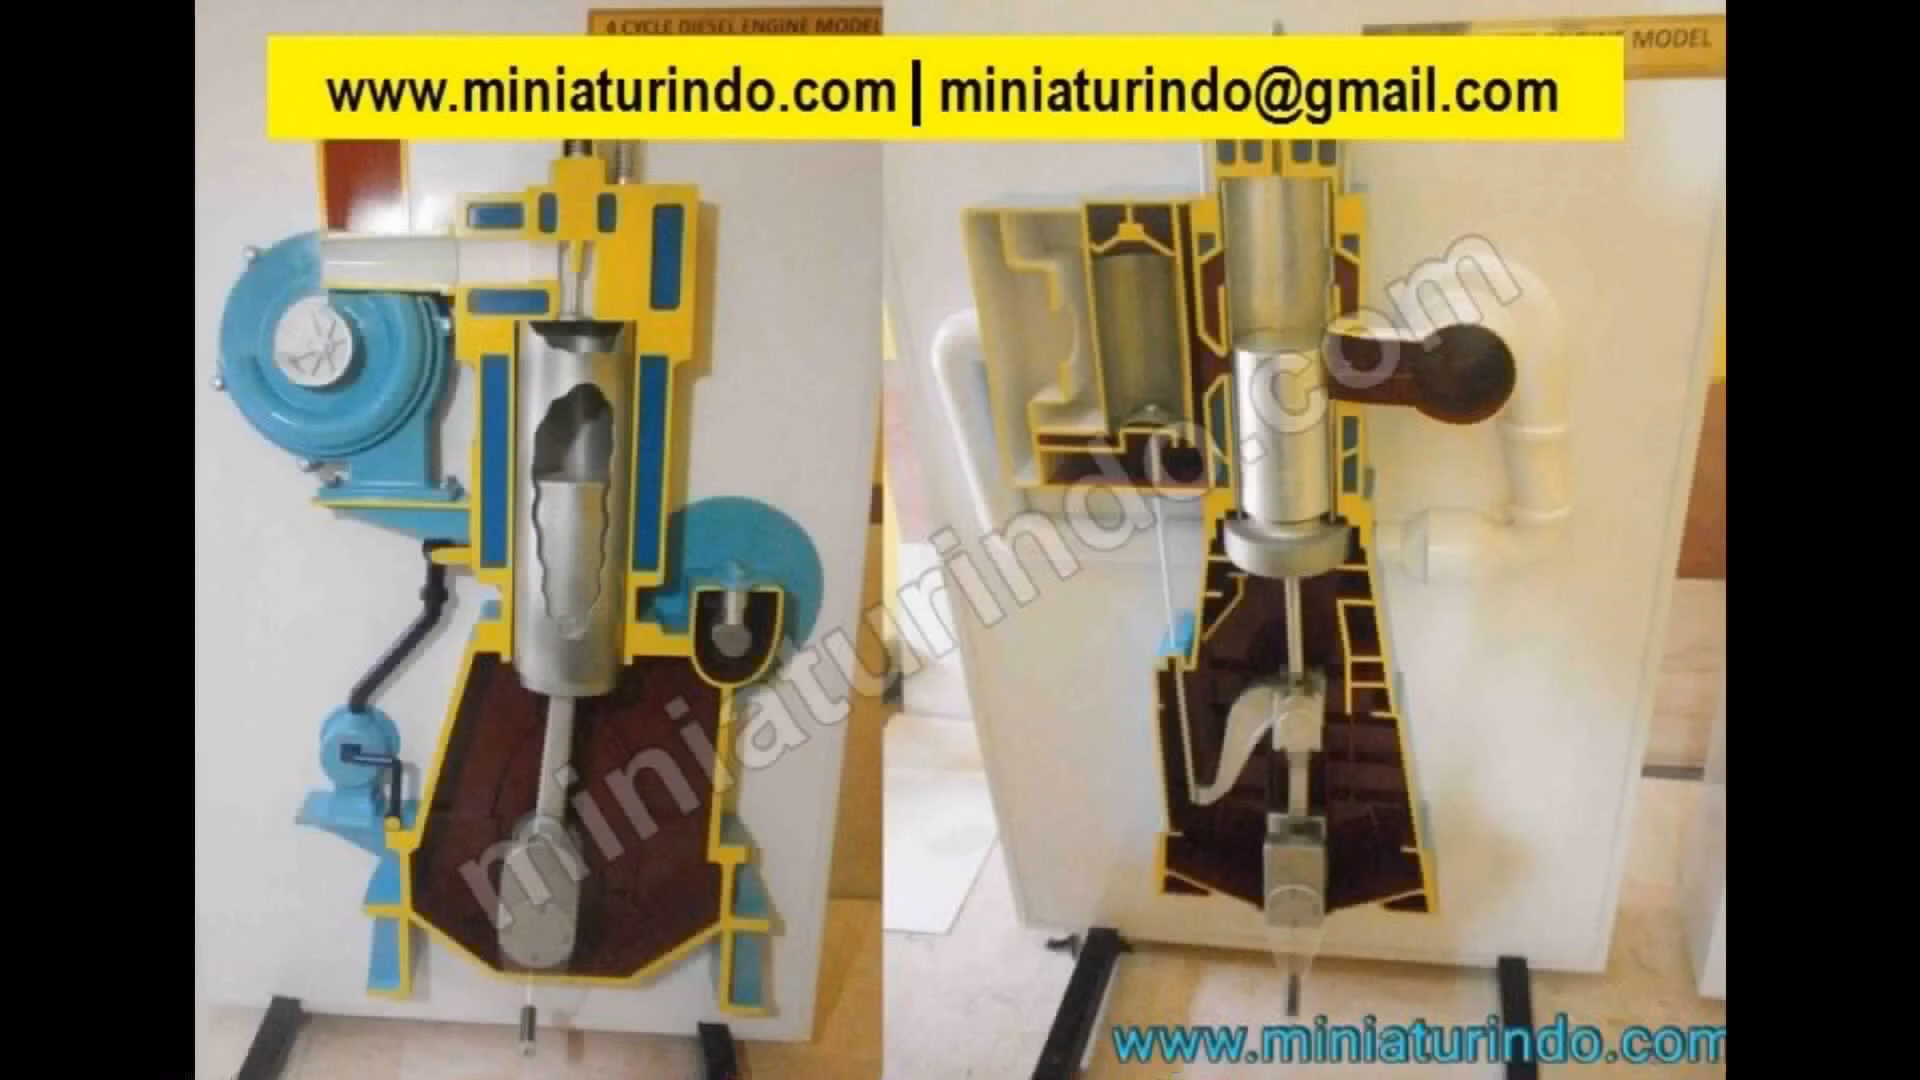 4 CYCLE DIESEL ENGINE MODEL
MODEL
www.miniaturindo.com | miniaturindo@gmail.com
miniaturindo.com
www.miniaturindo.com